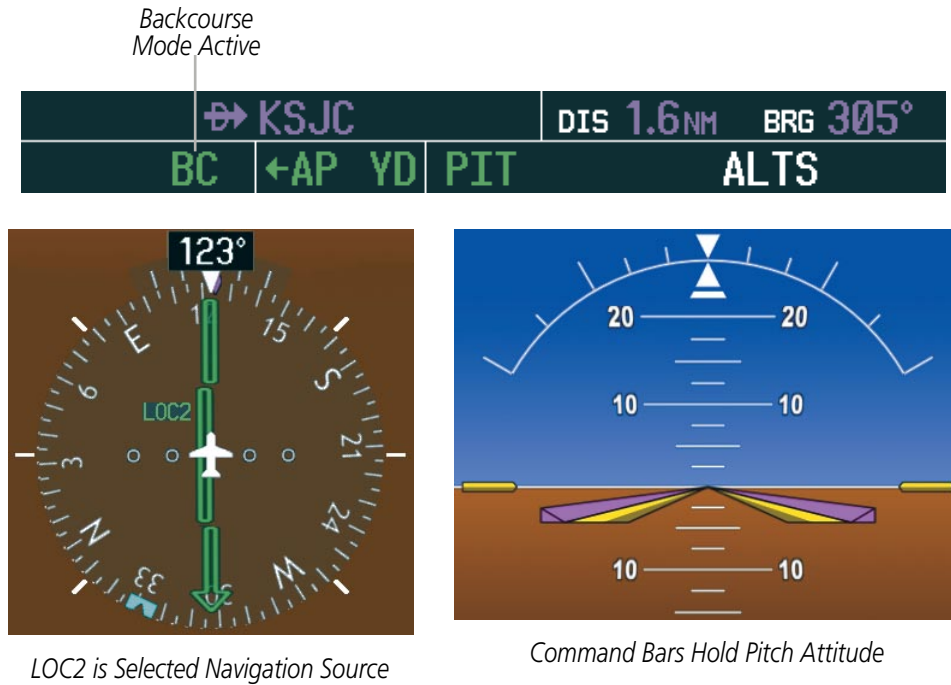 Backcourse
Mode Active
D KSJC
DIS 1.6NM BRG 305°
BC ←AP YD PIT ALTS
123°
12
15
E
S
6
LOC2
3
21
24
N
W
33
20 20
10 10
10 10
LOC2 is Selected Navigation Source
Command Bars Hold Pitch Attitude